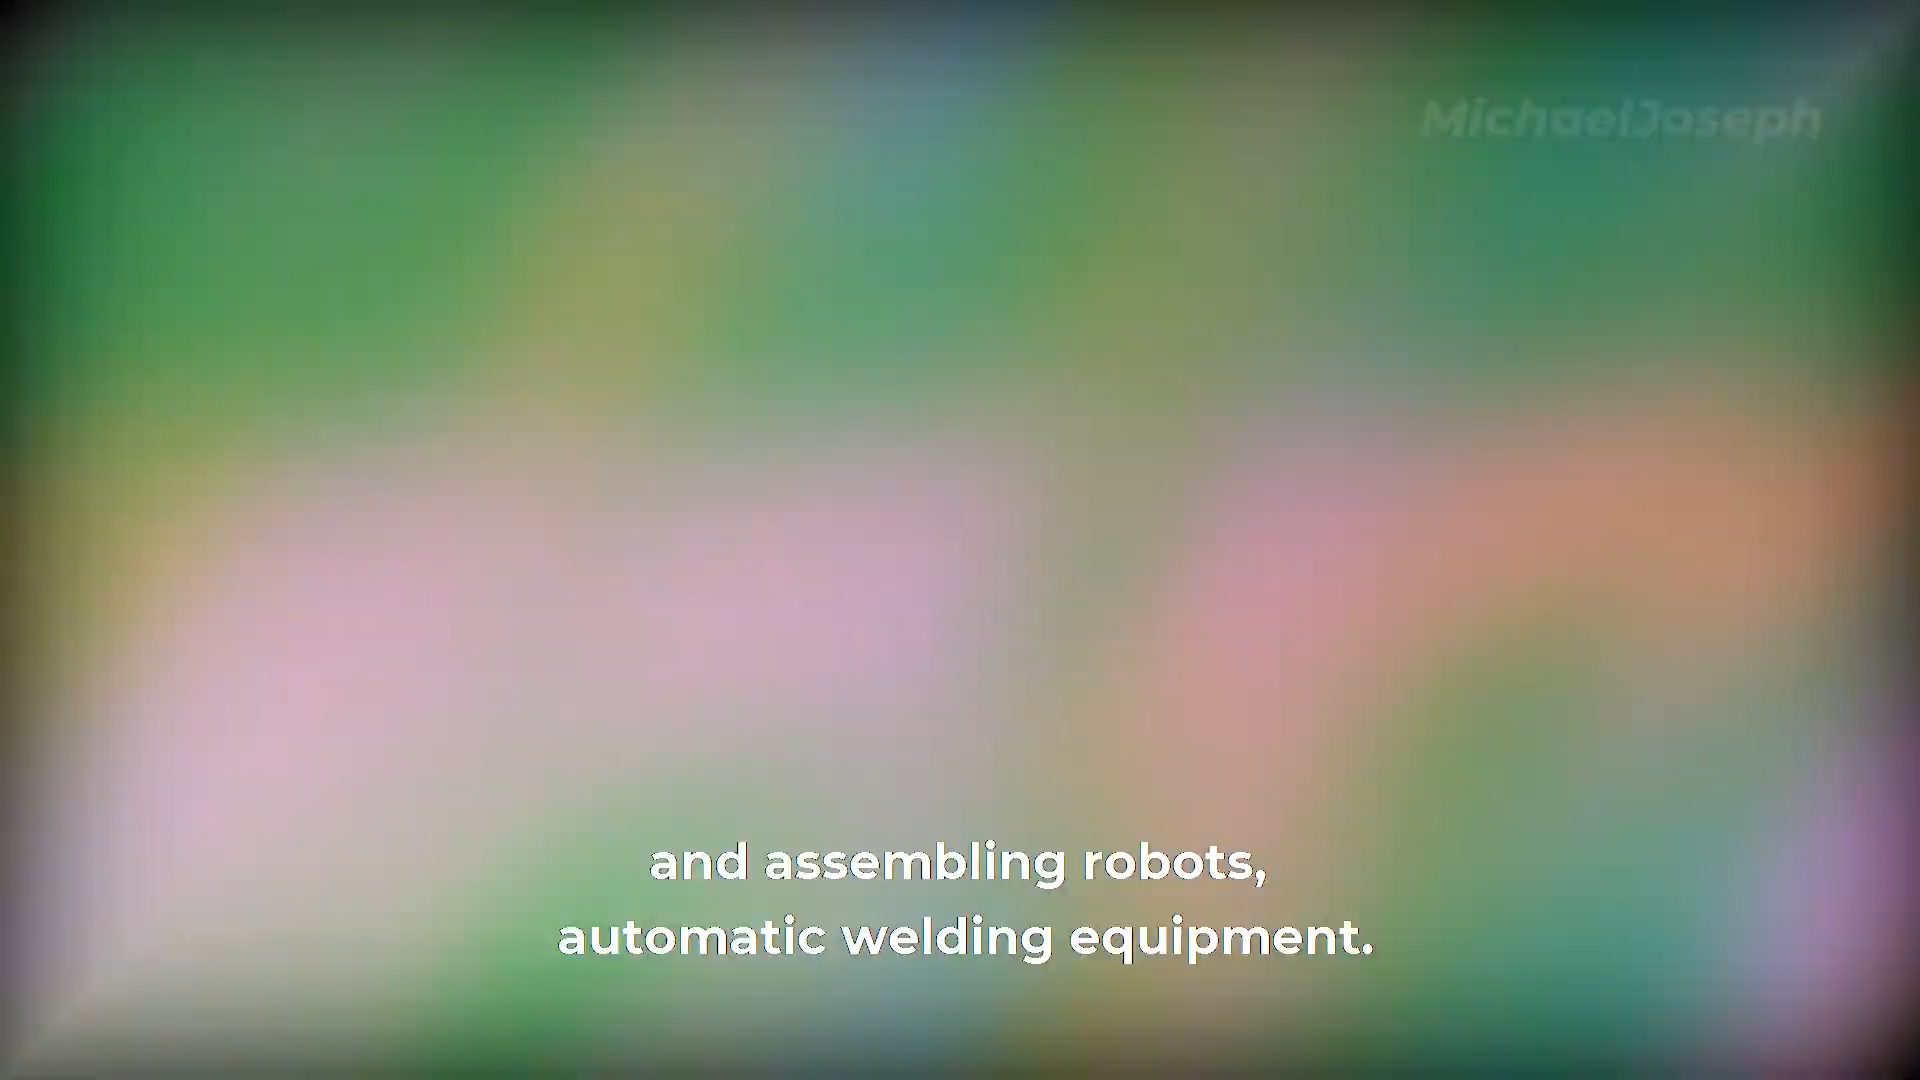 MichaelJoseph
and assembling robots,
automatic welding equipment.